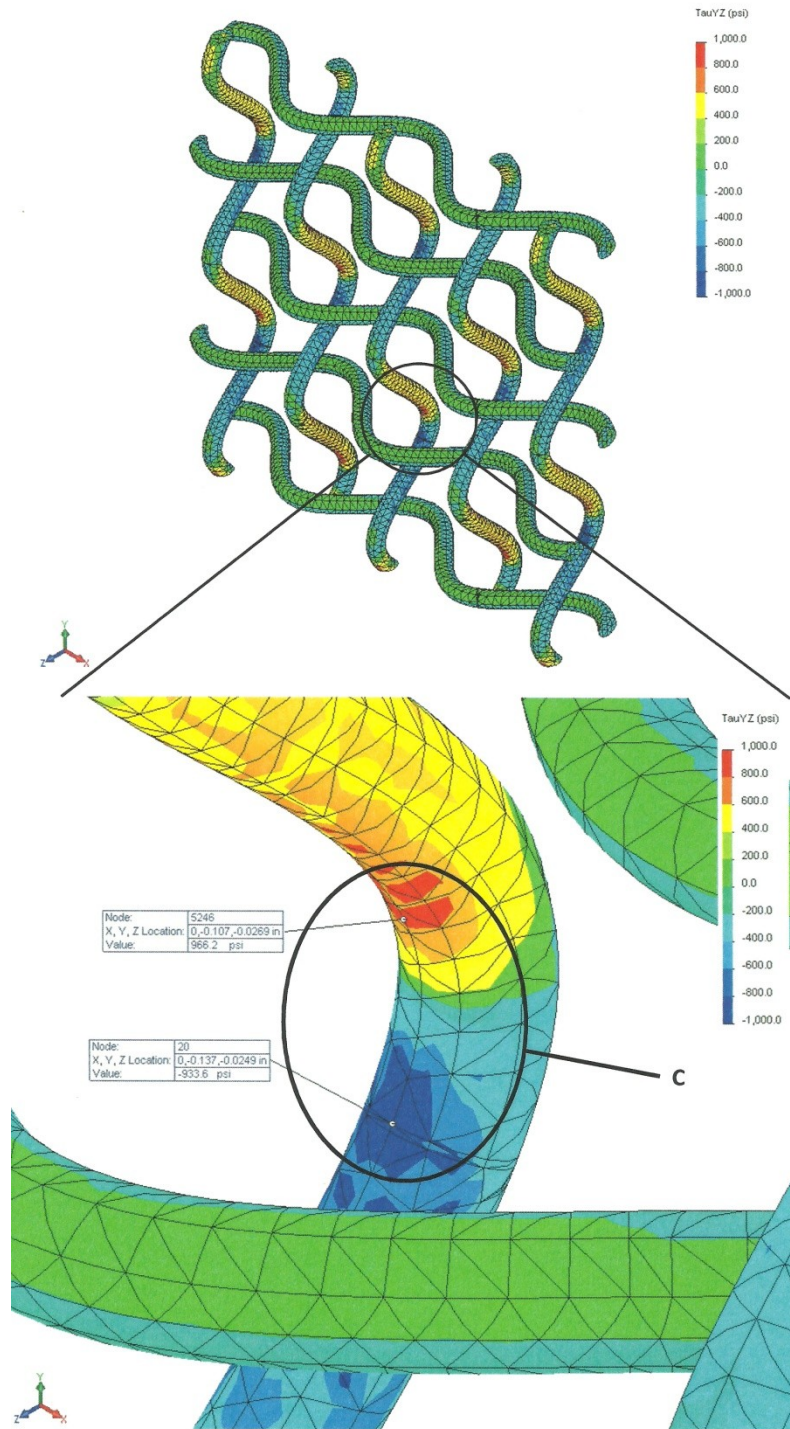 TauYZ (psi)
1,000.0
800.0
600.0
400.0
200.0
0.0
-200.0
-400.0
-600.0
-800.0
-1,000.0
Y
Z
X
TauYZ (psi)
1,000.0
800.0
600.0
400.0
200.0
0.0
-200.0
-400.0
-600.0
-800.0
-1,000.0
Node: 5246
X, Y, Z Location: 0,-0.107,-0.0269 in
Value: 966.2 psi
Node: 20
X, Y, Z Location: 0,-0.137,-0.0249 in
Value: -933.6 psi
C
Y
Z
X